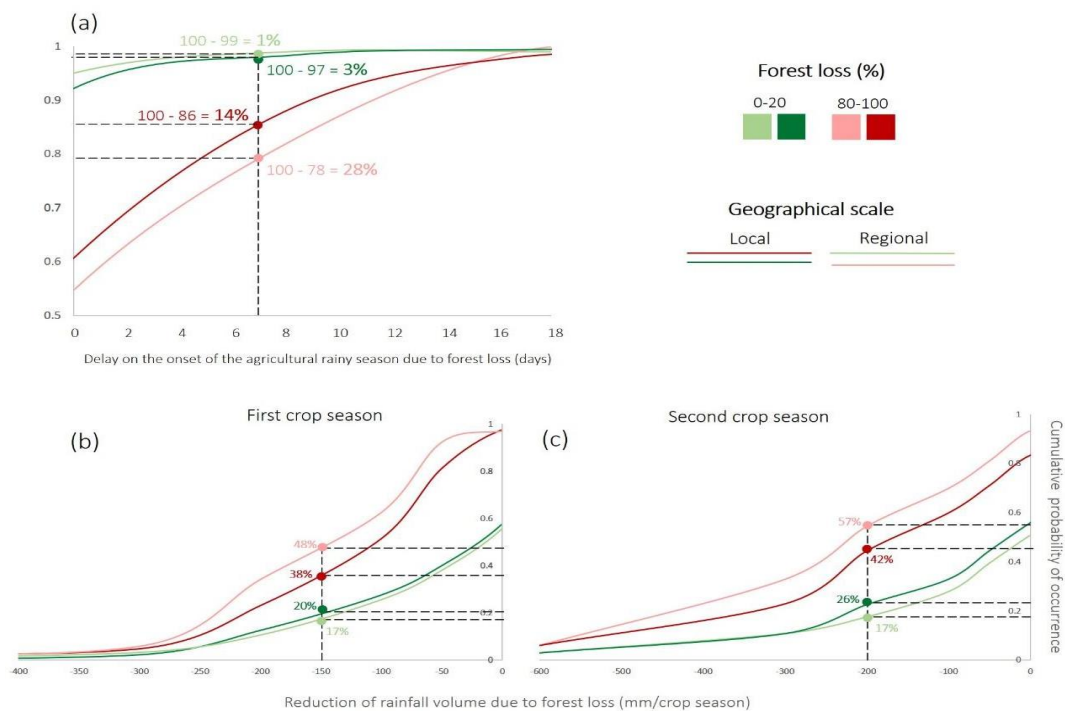 (a)
1
0.9
0.8
0.7
0.6
0.5
100 - 99 = 1%
100 - 97 = 3%
100 - 86 = 14%
100 - 78 = 28%
0 2 4 6 8 10 12 14 16 18
Delay on the onset of the agricultural rainy season due to forest loss (days)
Forest loss (%)
0-20 80-100
Geographical scale
Local Regional
First crop season
(b)
1
0.8
0.6
0.4
0.2
0
48%
38%
20%
17%
-400 -350 -300 -250 -200 -150 -100 -50 0
Second crop season
(c)
1
0.8
0.6
0.4
0.2
0
57%
42%
26%
17%
-600 -500 -400 -300 -200 -100 0
Cumulative probability of occurrence
Reduction of rainfall volume due to forest loss (mm/crop season)